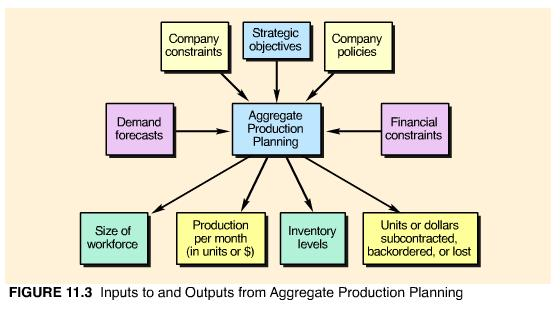 Company
constraints
Strategic
objectives
Company
policies
Demand
forecasts
Aggregate
Production
Planning
Financial
constraints
Size of
workforce
Production
per month
(in units or $)
Inventory
levels
Units or dollars
subcontracted,
backordered, or lost
FIGURE 11.3 Inputs to and Outputs from Aggregate Production Planning